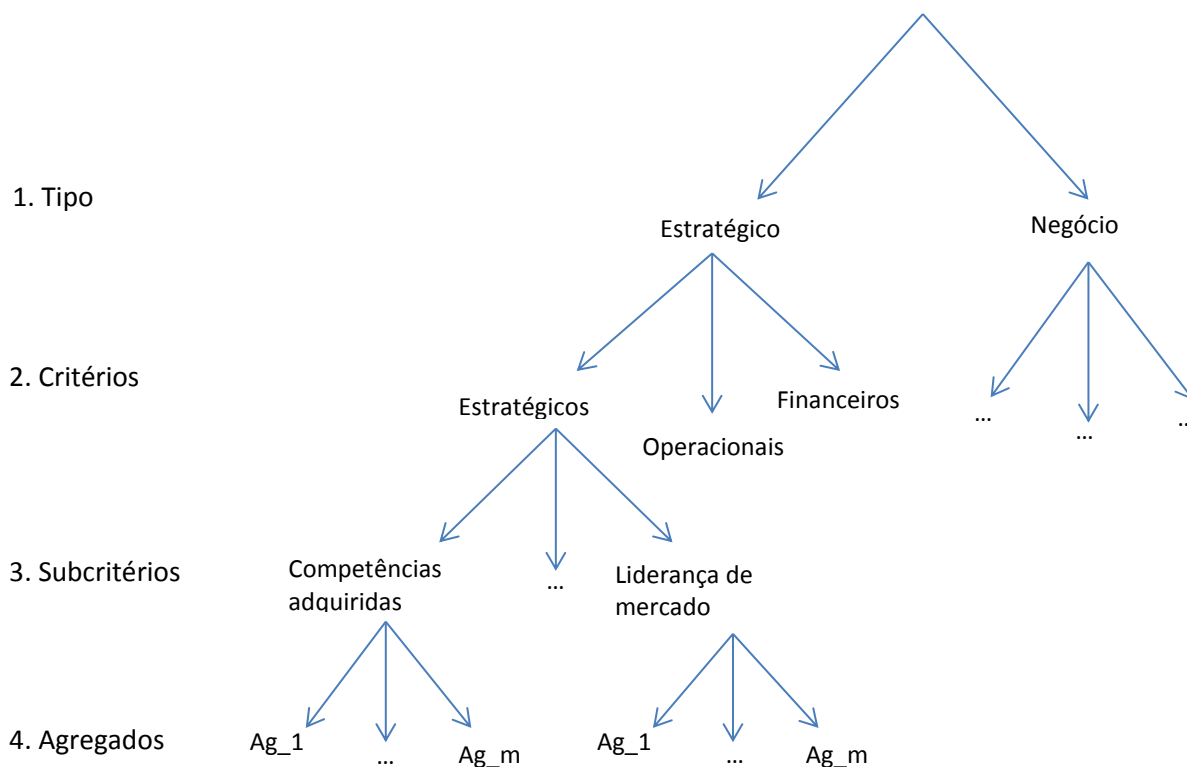 1. Tipo
Estratégico
Negócio
2. Critérios
Estratégicos
Operacionais
Financeiros
...
...
...
3. Subcritérios
Competências
adquiridas
...
Liderança de
mercado
4. Agregados
Ag_1
...
Ag_m
Ag_1
...
Ag_m